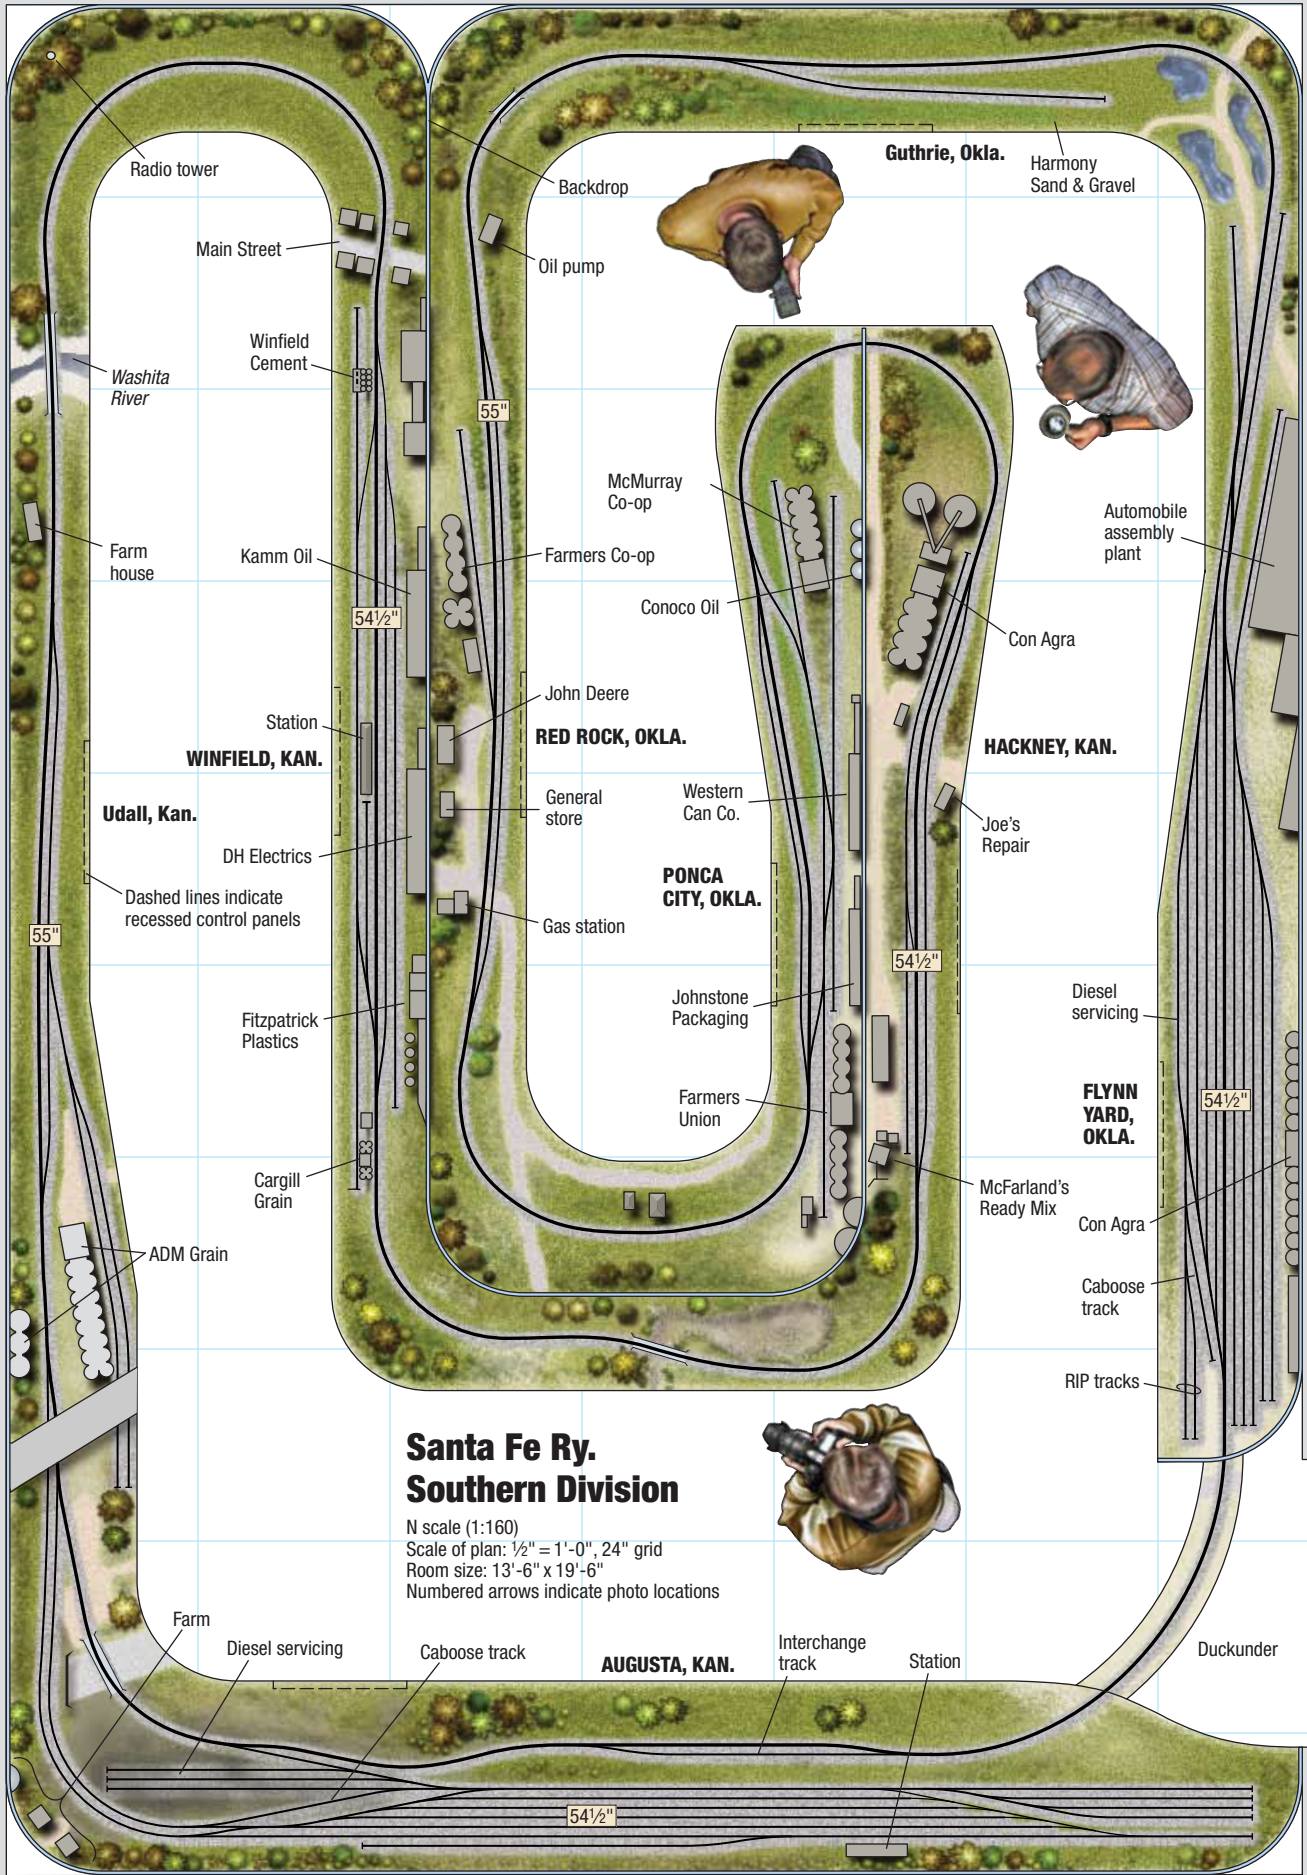 Radio tower
Backdrop
Guthrie, Okla.
Harmony
Sand & Gravel
Main Street
Oil pump
Winfield
Cement
Washita
River
55"
McMurray
Co-op
Automobile
assembly
plant
Farm
house
Kamm Oil
Farmers Co-op
Conoco Oil
54½"
Con Agra
John Deere
Station
WINFIELD, KAN.
RED ROCK, OKLA.
HACKNEY, KAN.
Udall, Kan.
General
store
Western
Can Co.
Joe's
Repair
DH Electrics
PONCA
CITY, OKLA.
Dashed lines indicate
recessed control panels
55"
Gas station
54½"
Fitzpatrick
Plastics
Johnstone
Packaging
Diesel
servicing
FLYNN
YARD,
OKLA.
54½"
Farmers
Union
Cargill
Grain
McFarland's
Ready Mix
Con Agra
ADM Grain
Caboose
track
RIP tracks
Santa Fe Ry.
Southern Division
N scale (1:160)
Scale of plan: ½" = 1'-0", 24" grid
Room size: 13'-6" x 19'-6"
Numbered arrows indicate photo locations
Farm
Diesel servicing
Caboose track
AUGUSTA, KAN.
Interchange
track
Station
Duckunder
54½"